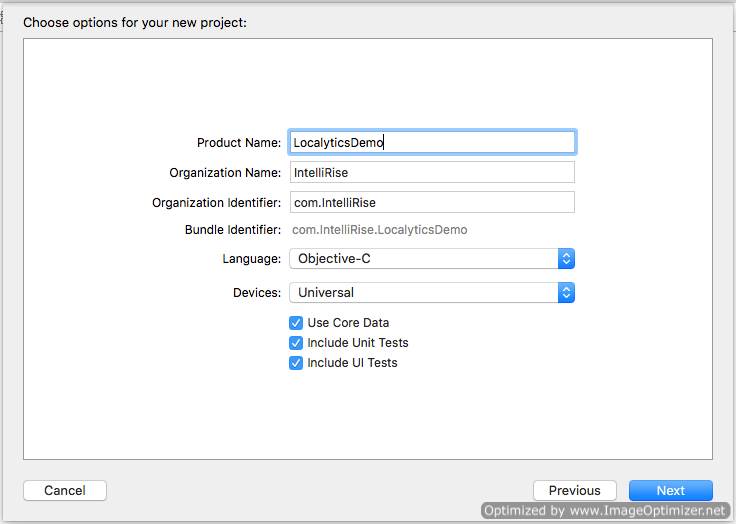 Choose options for your new project:
Product Name: LocalyticsDemo
Organization Name: IntelliRise
Organization Identifier: com.IntelliRise
Bundle Identifier: com.IntelliRise.LocalyticsDemo
Language: Objective-C
Devices: Universal
Use Core Data
Include Unit Tests
Include UI Tests
Cancel Previous Next
Optimized by www.ImageOptimizer.net